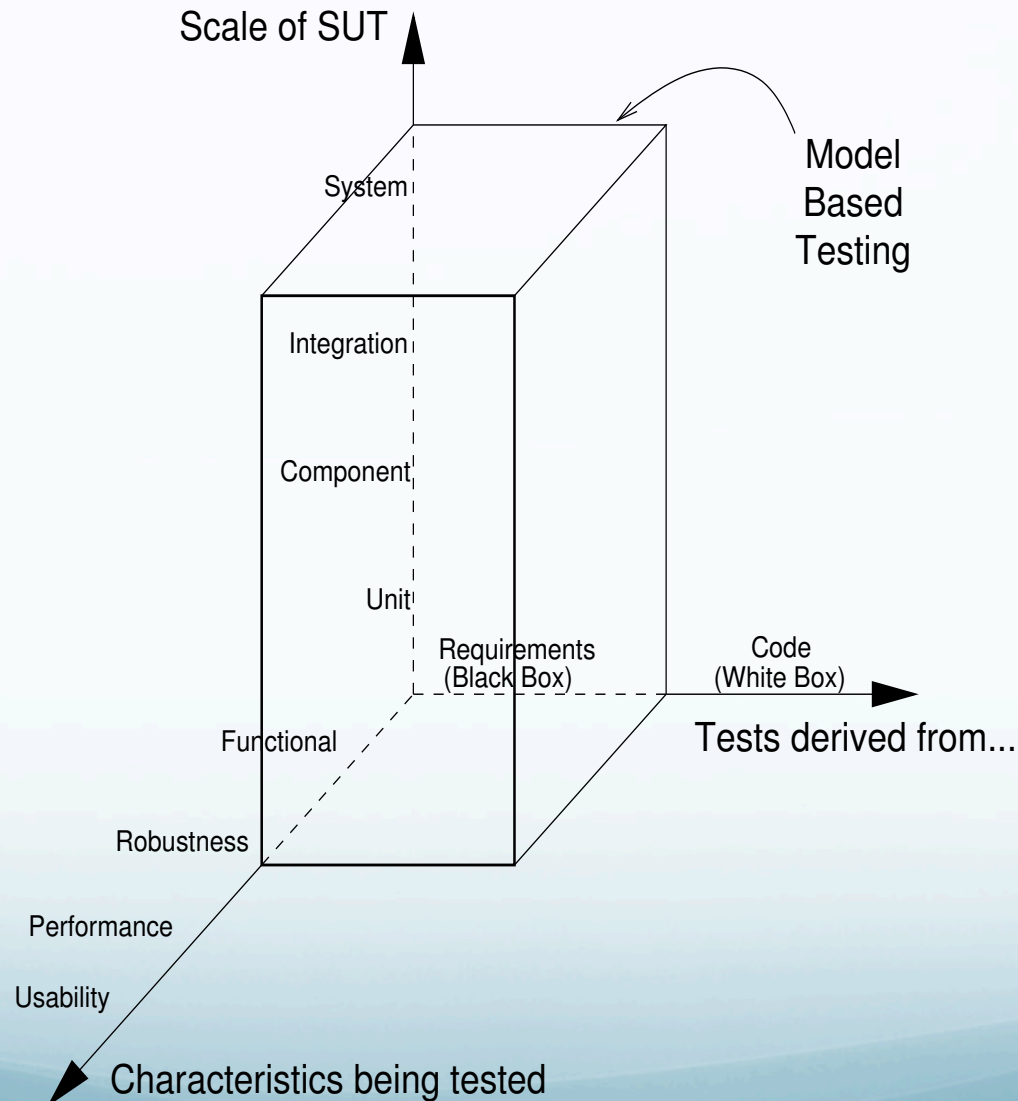 Scale of SUT
Model
Based
Testing
System
Integration
Component
Unit
Requirements
(Black Box)
Code
(White Box)
Tests derived from...
Functional
Robustness
Performance
Usability
Characteristics being tested